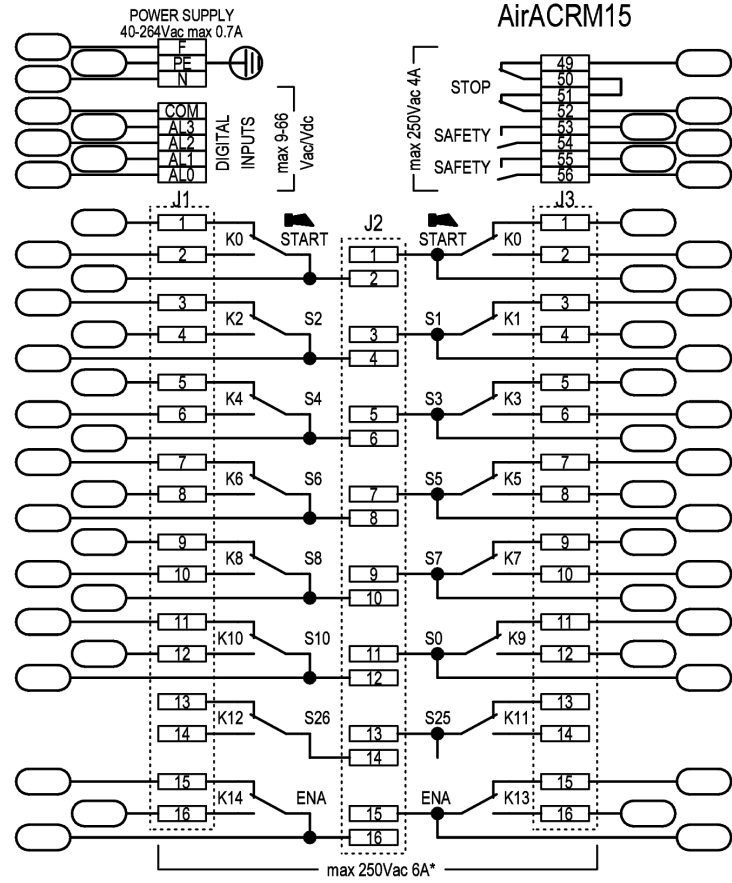 AirACRM15
POWER SUPPLY
40-264Vac max 0.7A
F
PE
N
COM
AL3
AL2
AL1
AL0
DIGITAL
INPUTS
max 9-66
Vac/Vdc
max 250Vac 4A
STOP
SAFETY
SAFETY
49
50
51
52
53
54
55
56
J1
J2
J3
1 K0 START START K0 1
2 1 2
2
3 K2 S2 S1 K1 3
4 3 4
4
5 K4 S4 S3 K3 5
6 5 6
6
7 K6 S6 S5 K5 7
8 7 8
8
9 K8 S8 S7 K7 9
10 9 10
10
11 K10 S10 S0 K9 11
12 11 12
12
13 K12 S26 S25 K11 13
14 13 14
14
15 K14 ENA ENA K13 15
16 15 16
16
max 250Vac 6A*